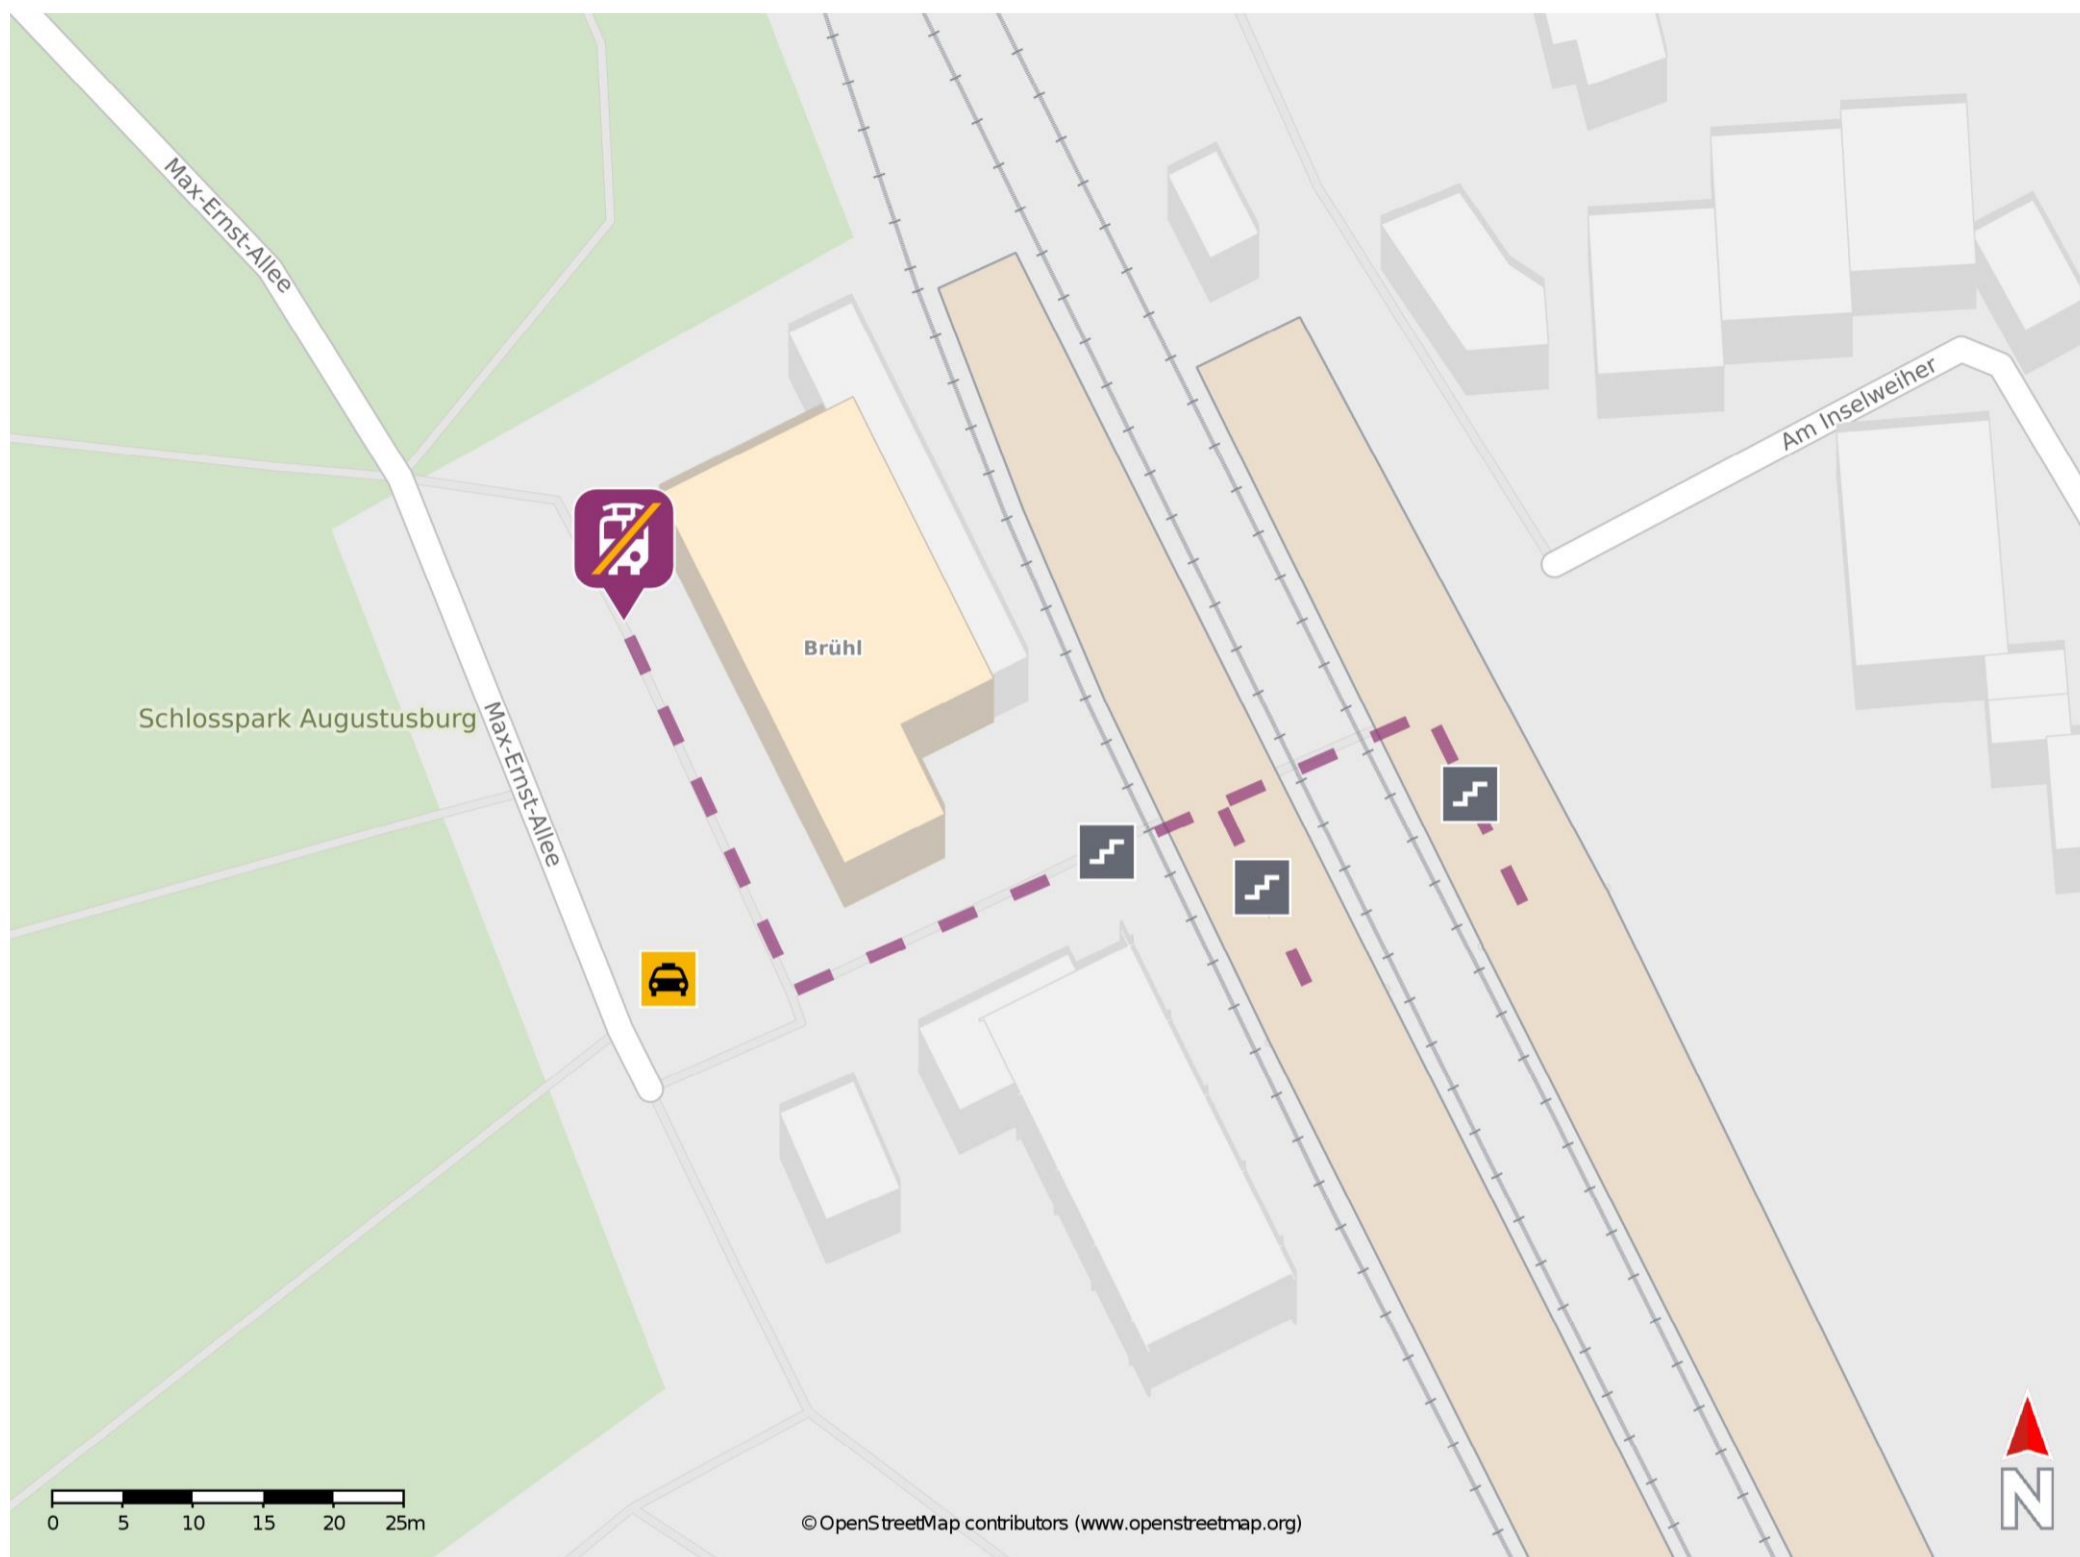 Max-Ernst-Allee
Am Inselweiher
Brühl
Schlosspark Augustusburg
Max-Ernst-Allee
0 5 10 15 20 25m
© OpenStreetMap contributors (www.openstreetmap.org)
N